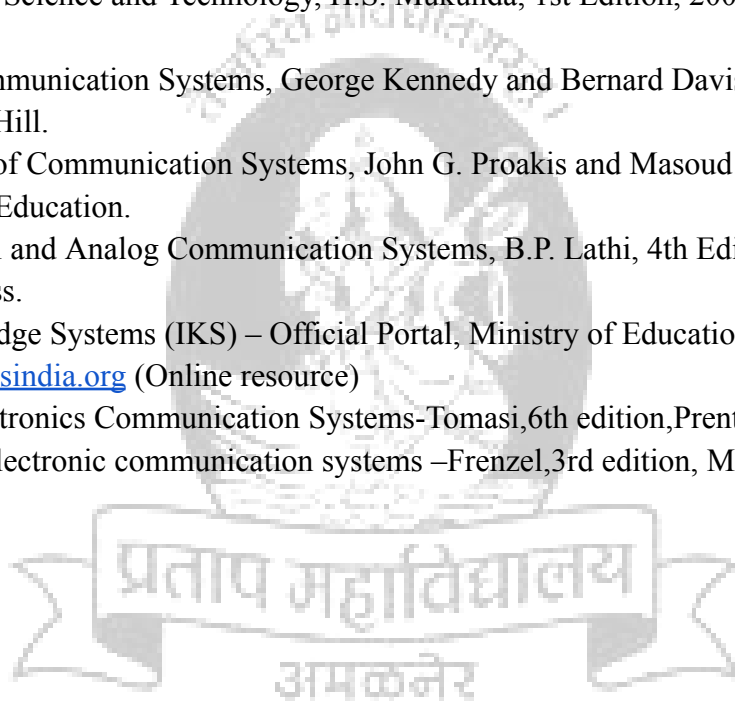 Science and Technology, H.S. Mukunda, 1st Edition, 200
mmunication Systems, George Kennedy and Bernard Davis
Hill.
of Communication Systems, John G. Proakis and Masoud
Education.
and Analog Communication Systems, B.P. Lathi, 4th Edi
ss.
dge Systems (IKS) – Official Portal, Ministry of Educatio
sindia.org (Online resource)
tronics Communication Systems-Tomasi,6th edition,Prent
lectronic communication systems –Frenzel,3rd edition, M
प्रताप महाविद्यालय
अमळनेर